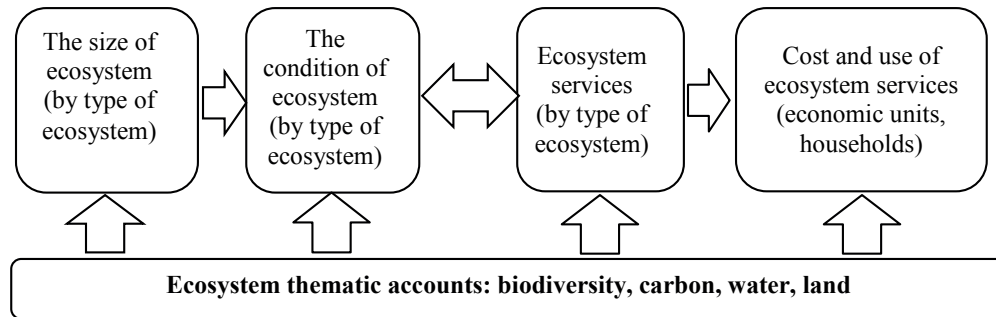 The size of
ecosystem
(by type of
ecosystem)
The
condition of
ecosystem
(by type of
ecosystem)
Ecosystem
services
(by type of
ecosystem)
Cost and use of
ecosystem services
(economic units,
households)
Ecosystem thematic accounts: biodiversity, carbon, water, land